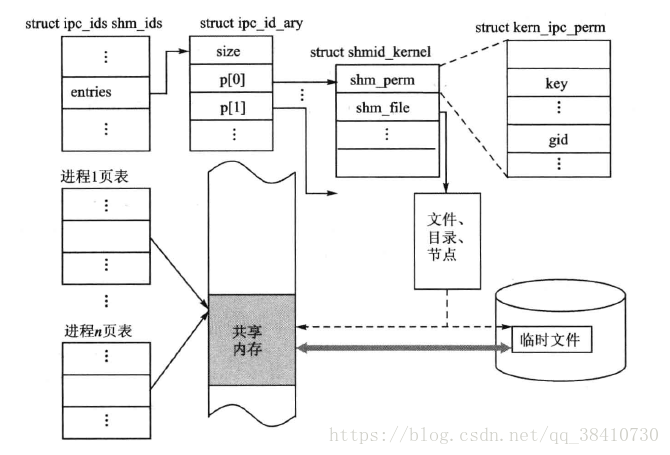 struct ipc_ids shm_ids
⋮
entries
⋮
struct ipc_id_ary
size
p[0]
p[1]
⋮
⋮
struct shmid_kernel
shm_perm
shm_file
⋮
struct kern_ipc_perm
key
⋮
gid
⋮
进程1页表
⋮
⋮
⋮
进程n页表
⋮
⋮
共享
内存
文件、
目录、
节点
临时文件
https://blog.csdn.net/qq_38410730